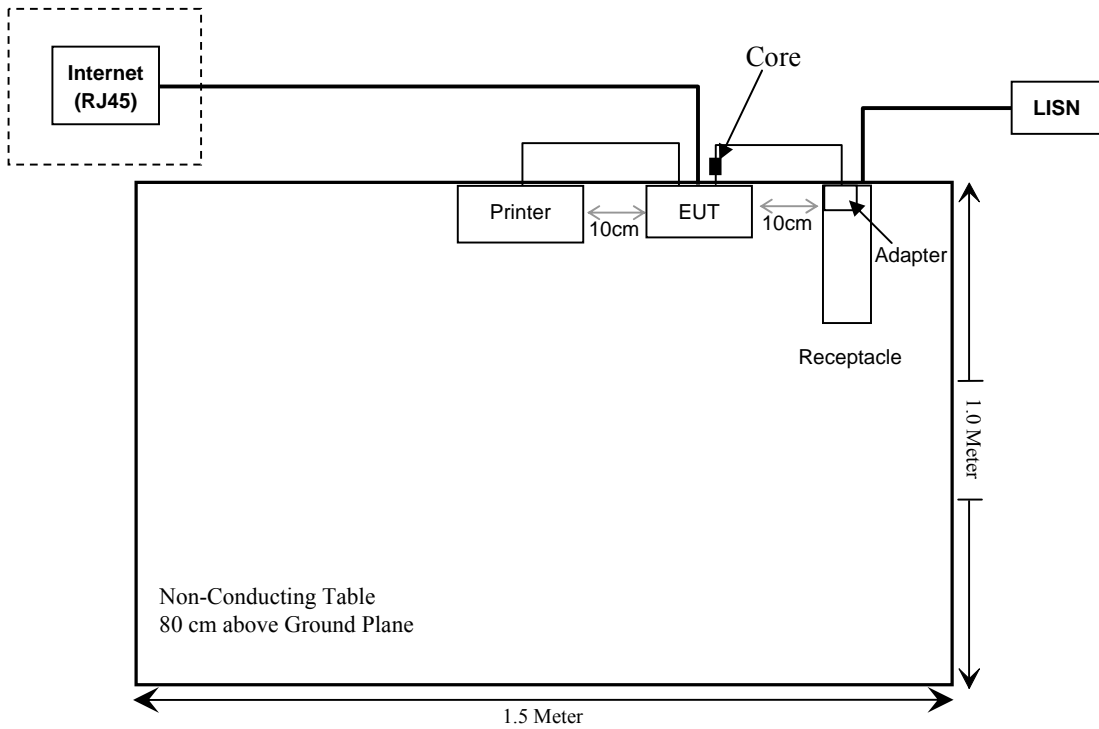 Internet
(RJ45)
Core
LISN
Printer
EUT
10cm
10cm
Adapter
Receptacle
1.0 Meter
Non-Conducting Table
80 cm above Ground Plane
1.5 Meter